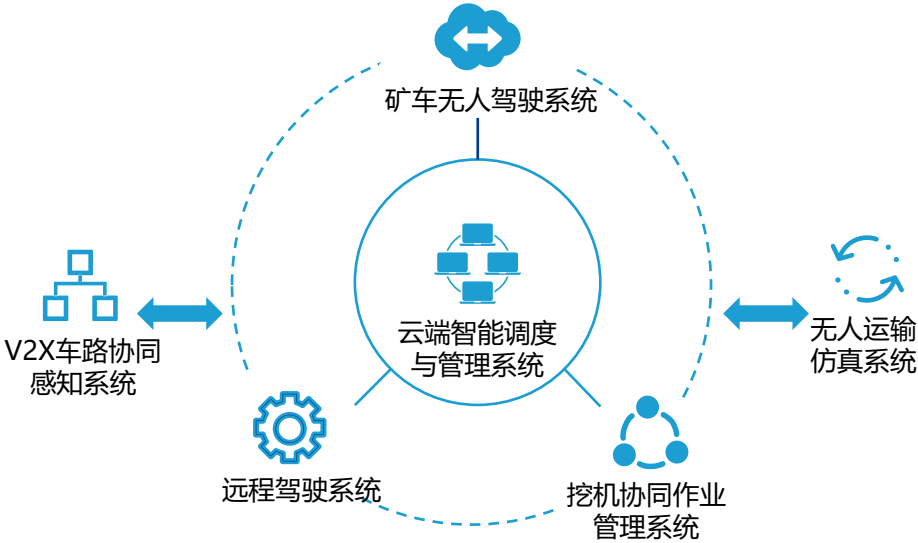 矿车无人驾驶系统
云端智能调度
与管理系统
V2X车路协同
感知系统
无人运输
仿真系统
远程驾驶系统
挖机协同作业
管理系统